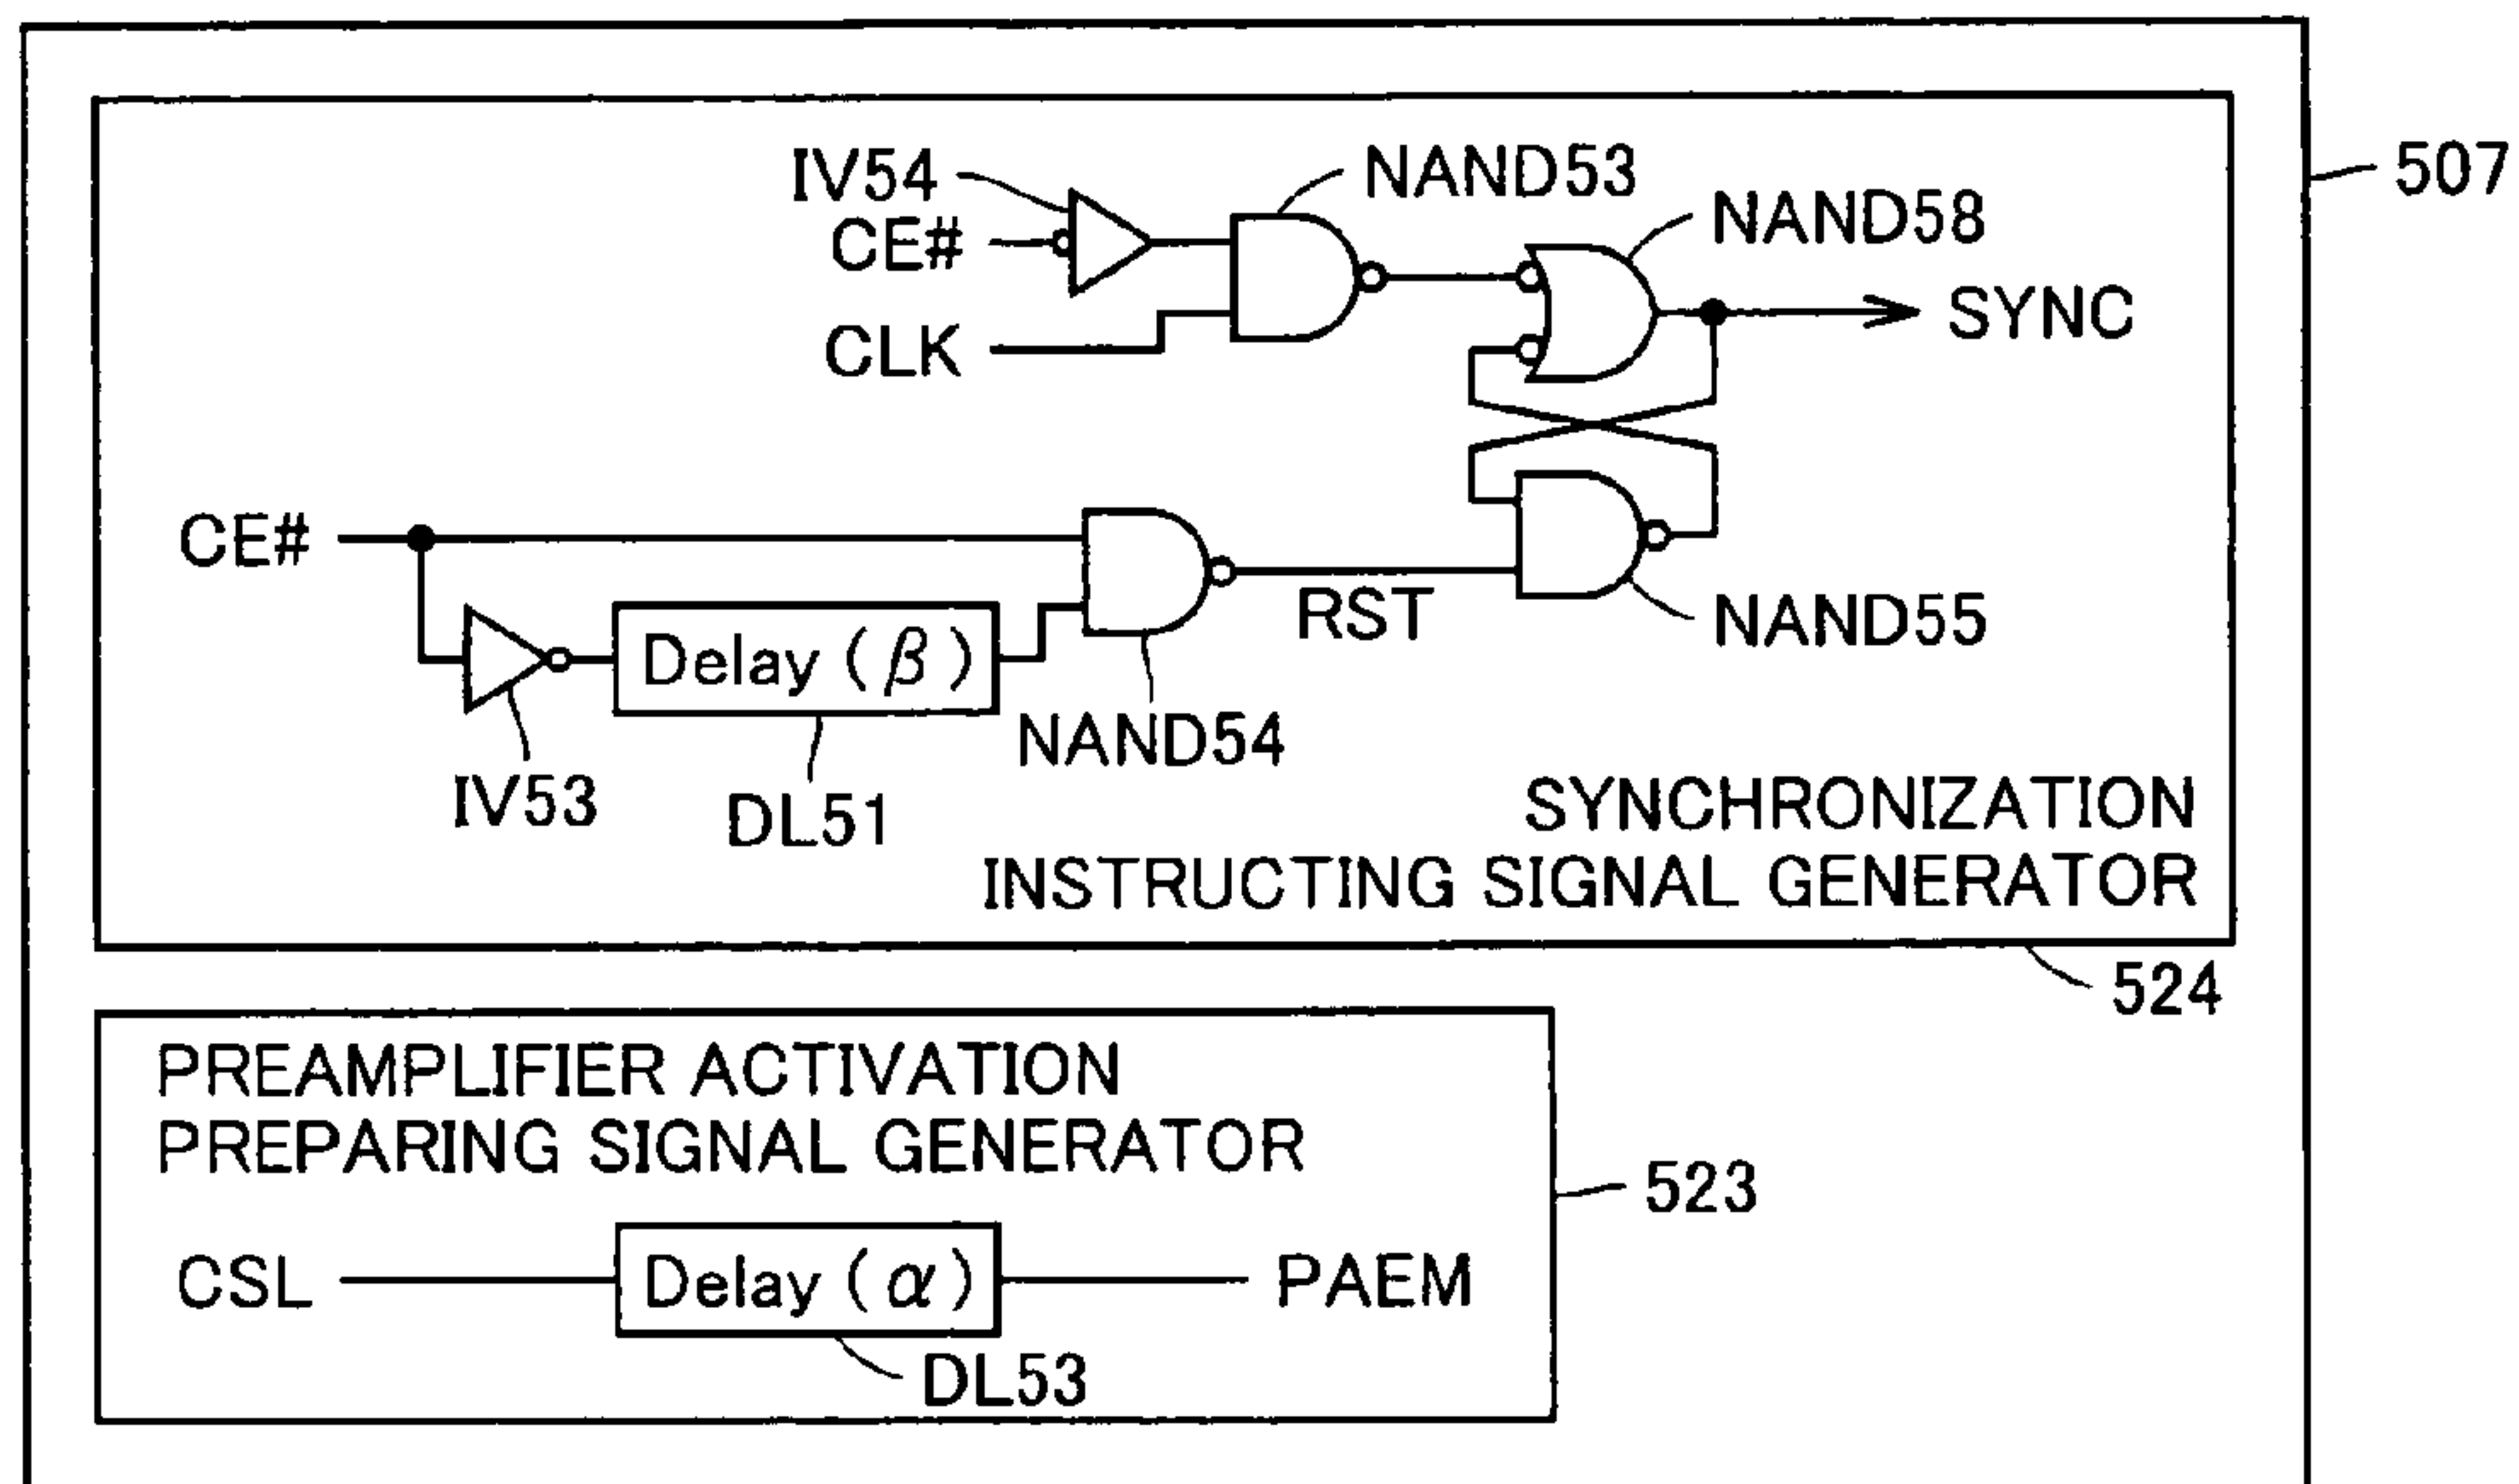 507
IV54
NAND53
NAND58
CE#
SYNC
CLK
CE#
RST
NAND55
Delay (β)
NAND54
IV53
DL51
SYNCHRONIZATION
INSTRUCTING SIGNAL GENERATOR
524
PREAMPLIFIER ACTIVATION
PREPARING SIGNAL GENERATOR
523
CSL
Delay (α)
PAEM
DL53